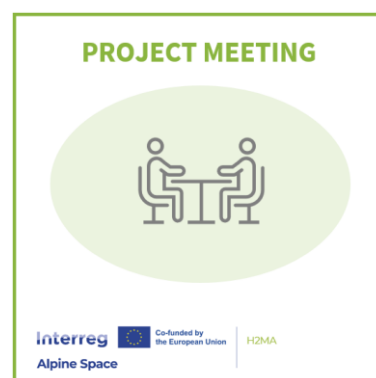 PROJECT MEETING
Interreg
Co-funded by
the European Union
H2MA
Alpine Space